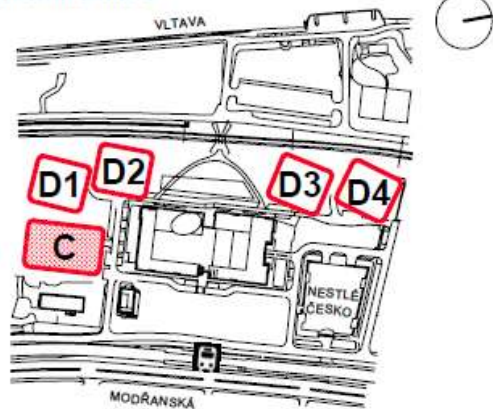 VLTAVA
D1
D2
D3
D4
C
NESTLÉ
ČESKO
MODŘANSKÁ